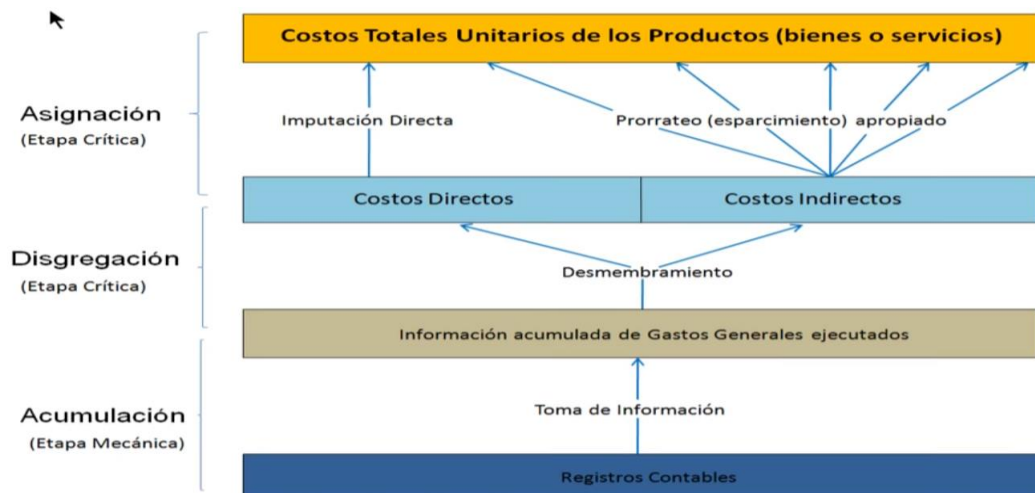 Costos Totales Unitarios de los Productos (bienes o servicios)
Asignación
(Etapa Crítica)
Imputación Directa
Prorrateo (esparcimiento) apropiado
Costos Directos
Costos Indirectos
Disgregación
(Etapa Crítica)
Desmembramiento
Información acumulada de Gastos Generales ejecutados
Acumulación
(Etapa Mecánica)
Toma de Información
Registros Contables